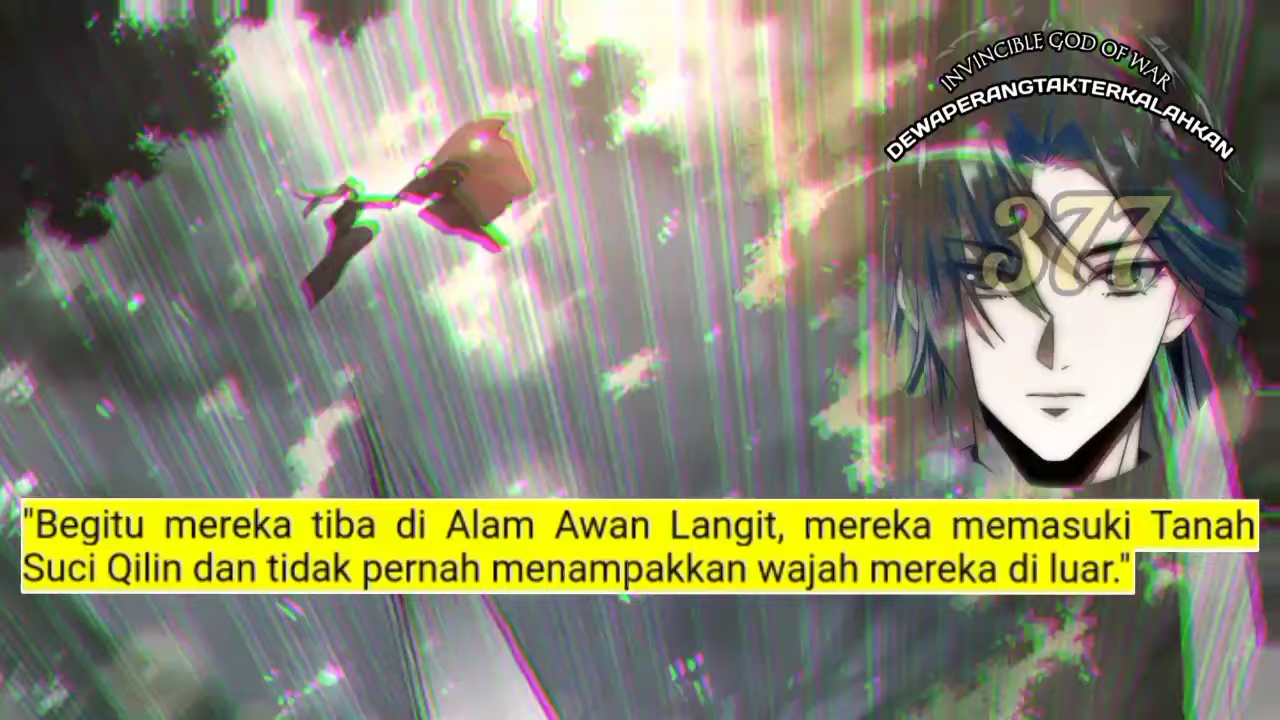 INVINCIBLE GOD OF WAR
DEWAPERANGTAKTERKALAHKAN
377
"Begitu mereka tiba di Alam Awan Langit, mereka memasuki Tanah
Suci Qilin dan tidak pernah menampakkan wajah mereka di luar."